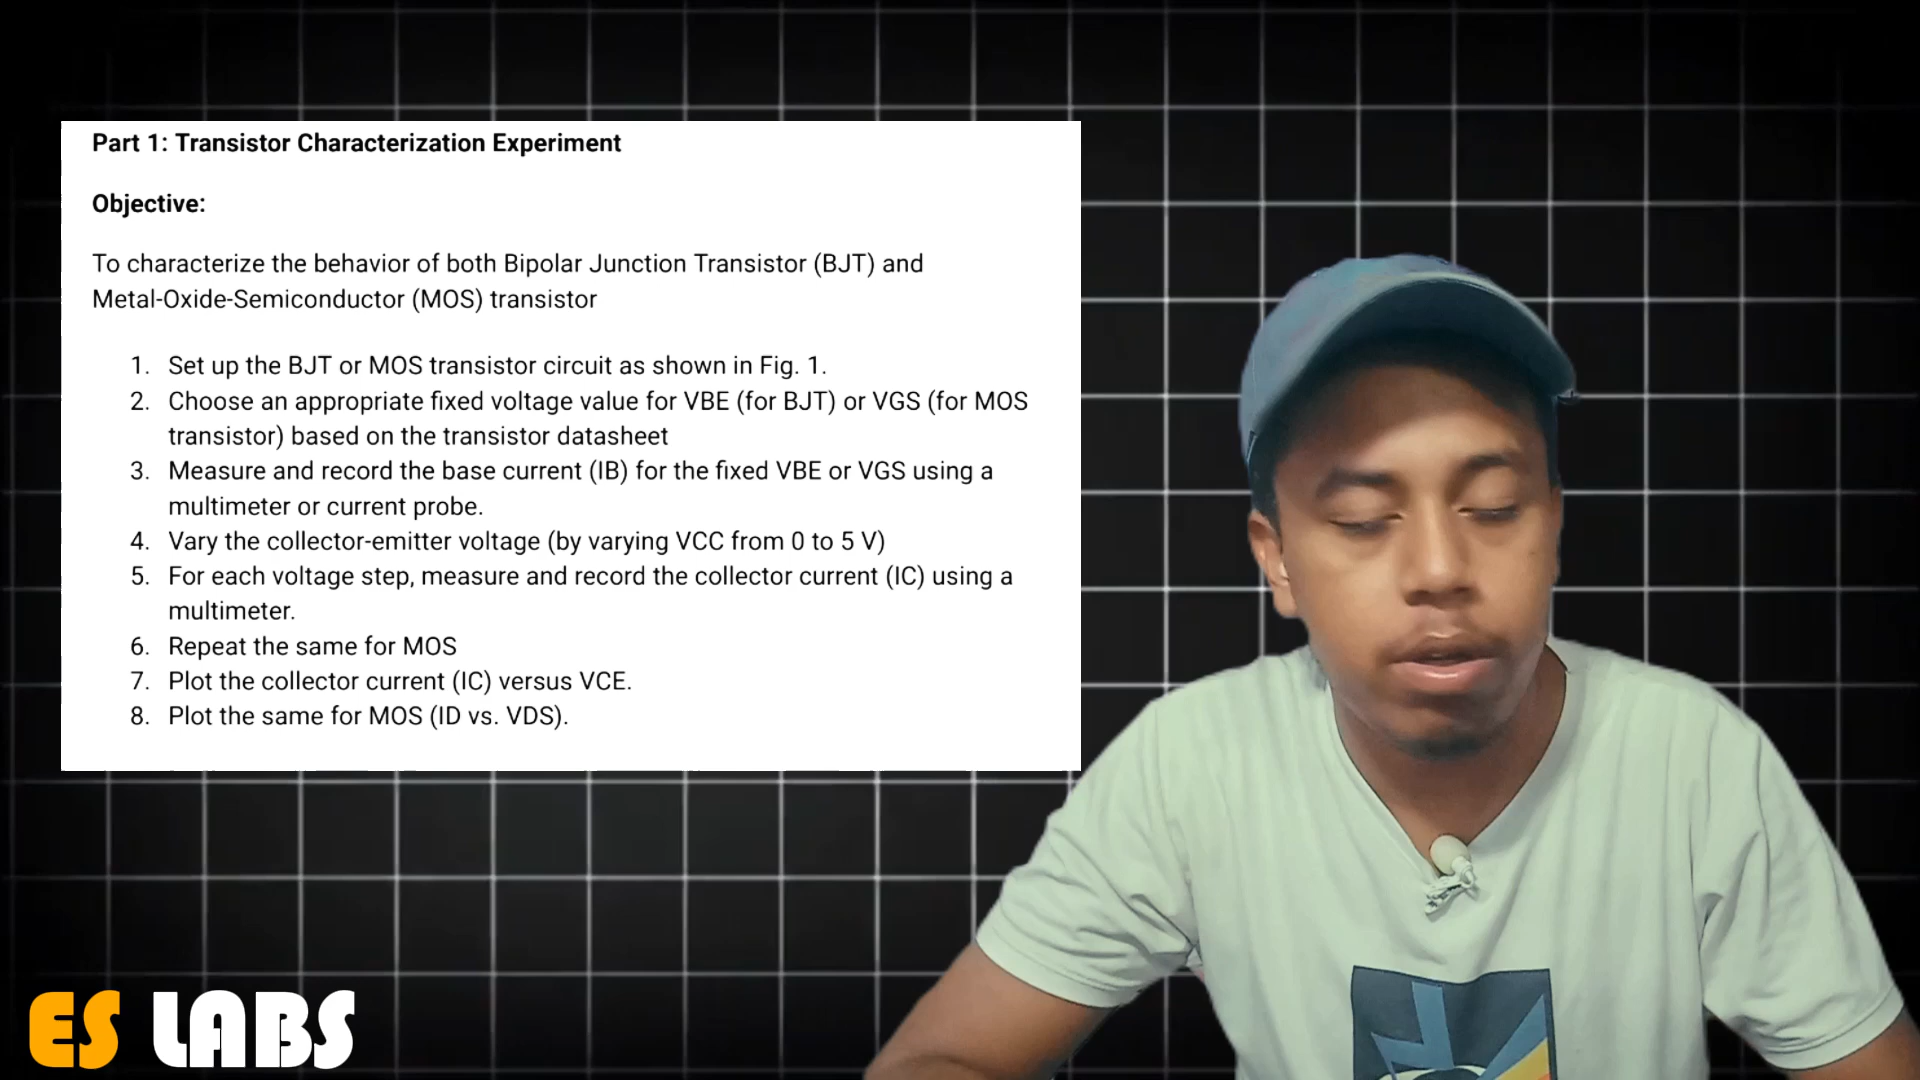 Part 1: Transistor Characterization Experiment
Objective:
To characterize the behavior of both Bipolar Junction Transistor (BJT) and
Metal-Oxide-Semiconductor (MOS) transistor
1. Set up the BJT or MOS transistor circuit as shown in Fig. 1.
2. Choose an appropriate fixed voltage value for VBE (for BJT) or VGS (for MOS
transistor) based on the transistor datasheet
3. Measure and record the base current (IB) for the fixed VBE or VGS using a
multimeter or current probe.
4. Vary the collector-emitter voltage (by varying VCC from 0 to 5 V)
5. For each voltage step, measure and record the collector current (IC) using a
multimeter.
6. Repeat the same for MOS
7. Plot the collector current (IC) versus VCE.
8. Plot the same for MOS (ID vs. VDS).
ES LABS